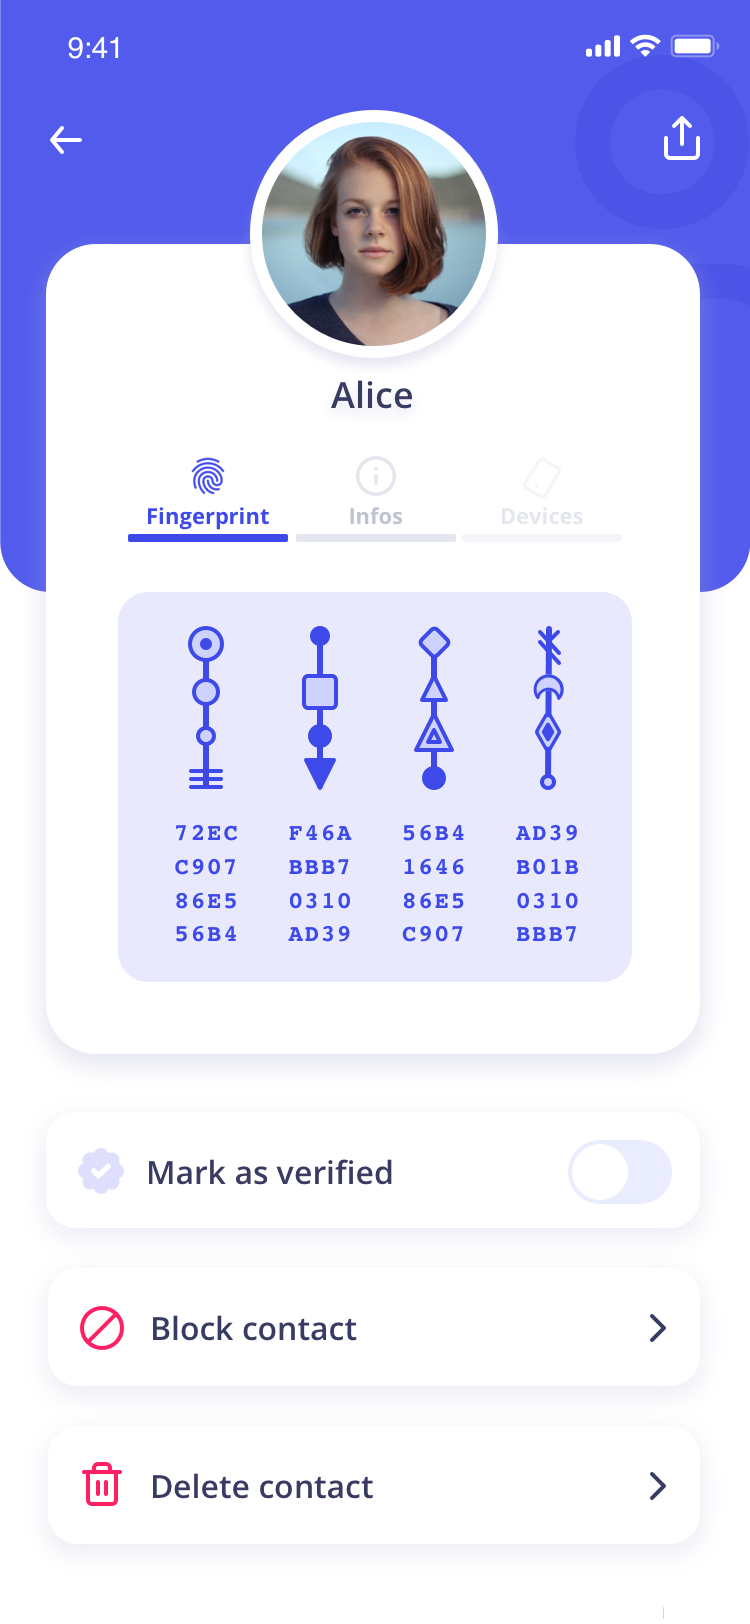 9:41
Alice
Fingerprint Infos Devices
72EC F46A 56B4 AD39
C907 BBB7 1646 B01B
86E5 0310 86E5 0310
56B4 AD39 C907 BBB7
Mark as verified
Block contact
Delete contact